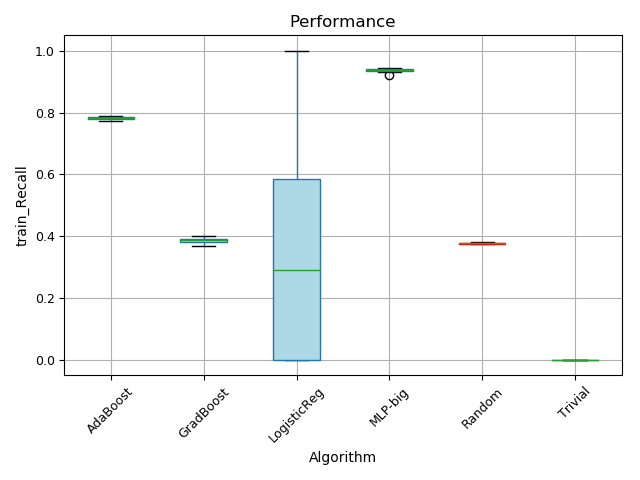 Performance
train_Recall
1.0
0.8
0.6
0.4
0.2
0.0
AdaBoost
GradBoost
LogisticReg
MLP-big
Random
Trivial
Algorithm